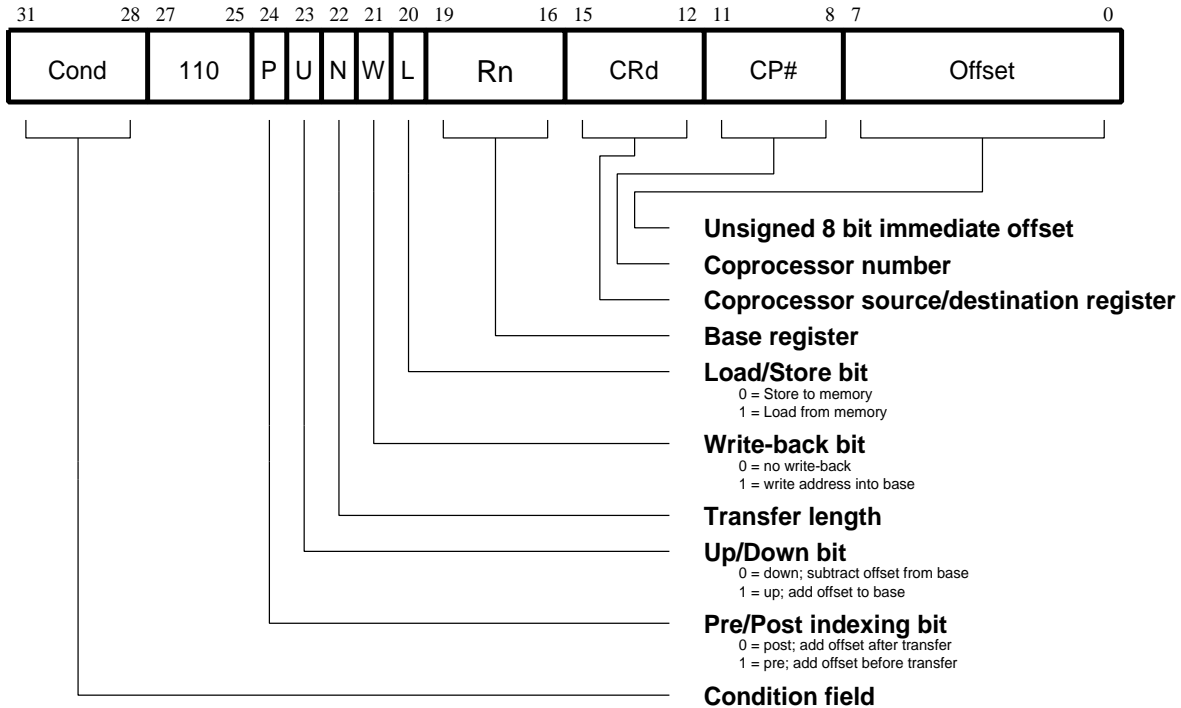 31 28 27 25 24 23 22 21 20 19 16 15 12 11 8 7 0
Cond 110 P U N W L Rn CRd CP# Offset
Unsigned 8 bit immediate offset
Coprocessor number
Coprocessor source/destination register
Base register
Load/Store bit
0 = Store to memory
1 = Load from memory
Write-back bit
0 = no write-back
1 = write address into base
Transfer length
Up/Down bit
0 = down; subtract offset from base
1 = up; add offset to base
Pre/Post indexing bit
0 = post; add offset after transfer
1 = pre; add offset before transfer
Condition field